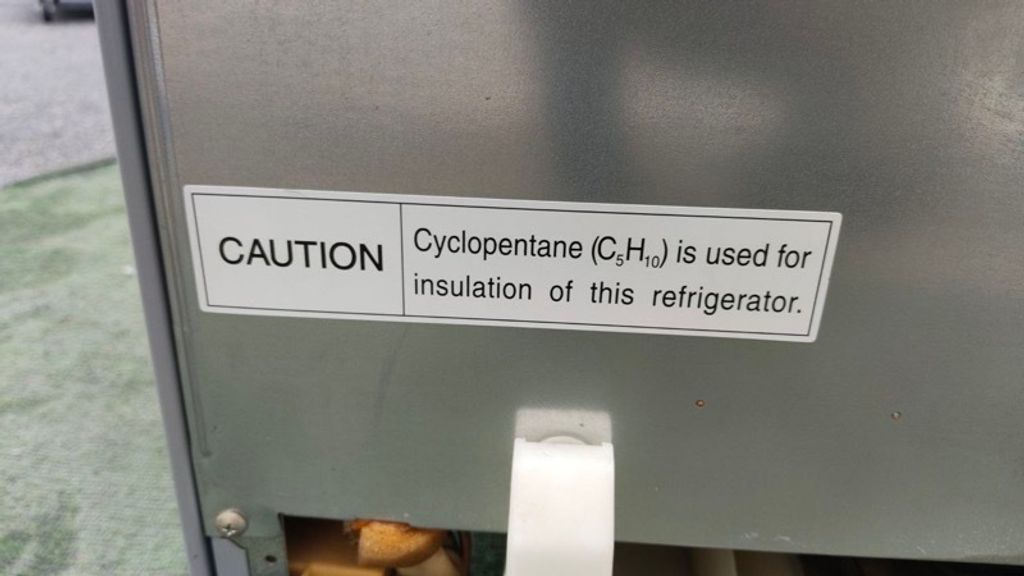 CAUTION
Cyclopentane (C₅H₁₀) is used for
insulation of this refrigerator.